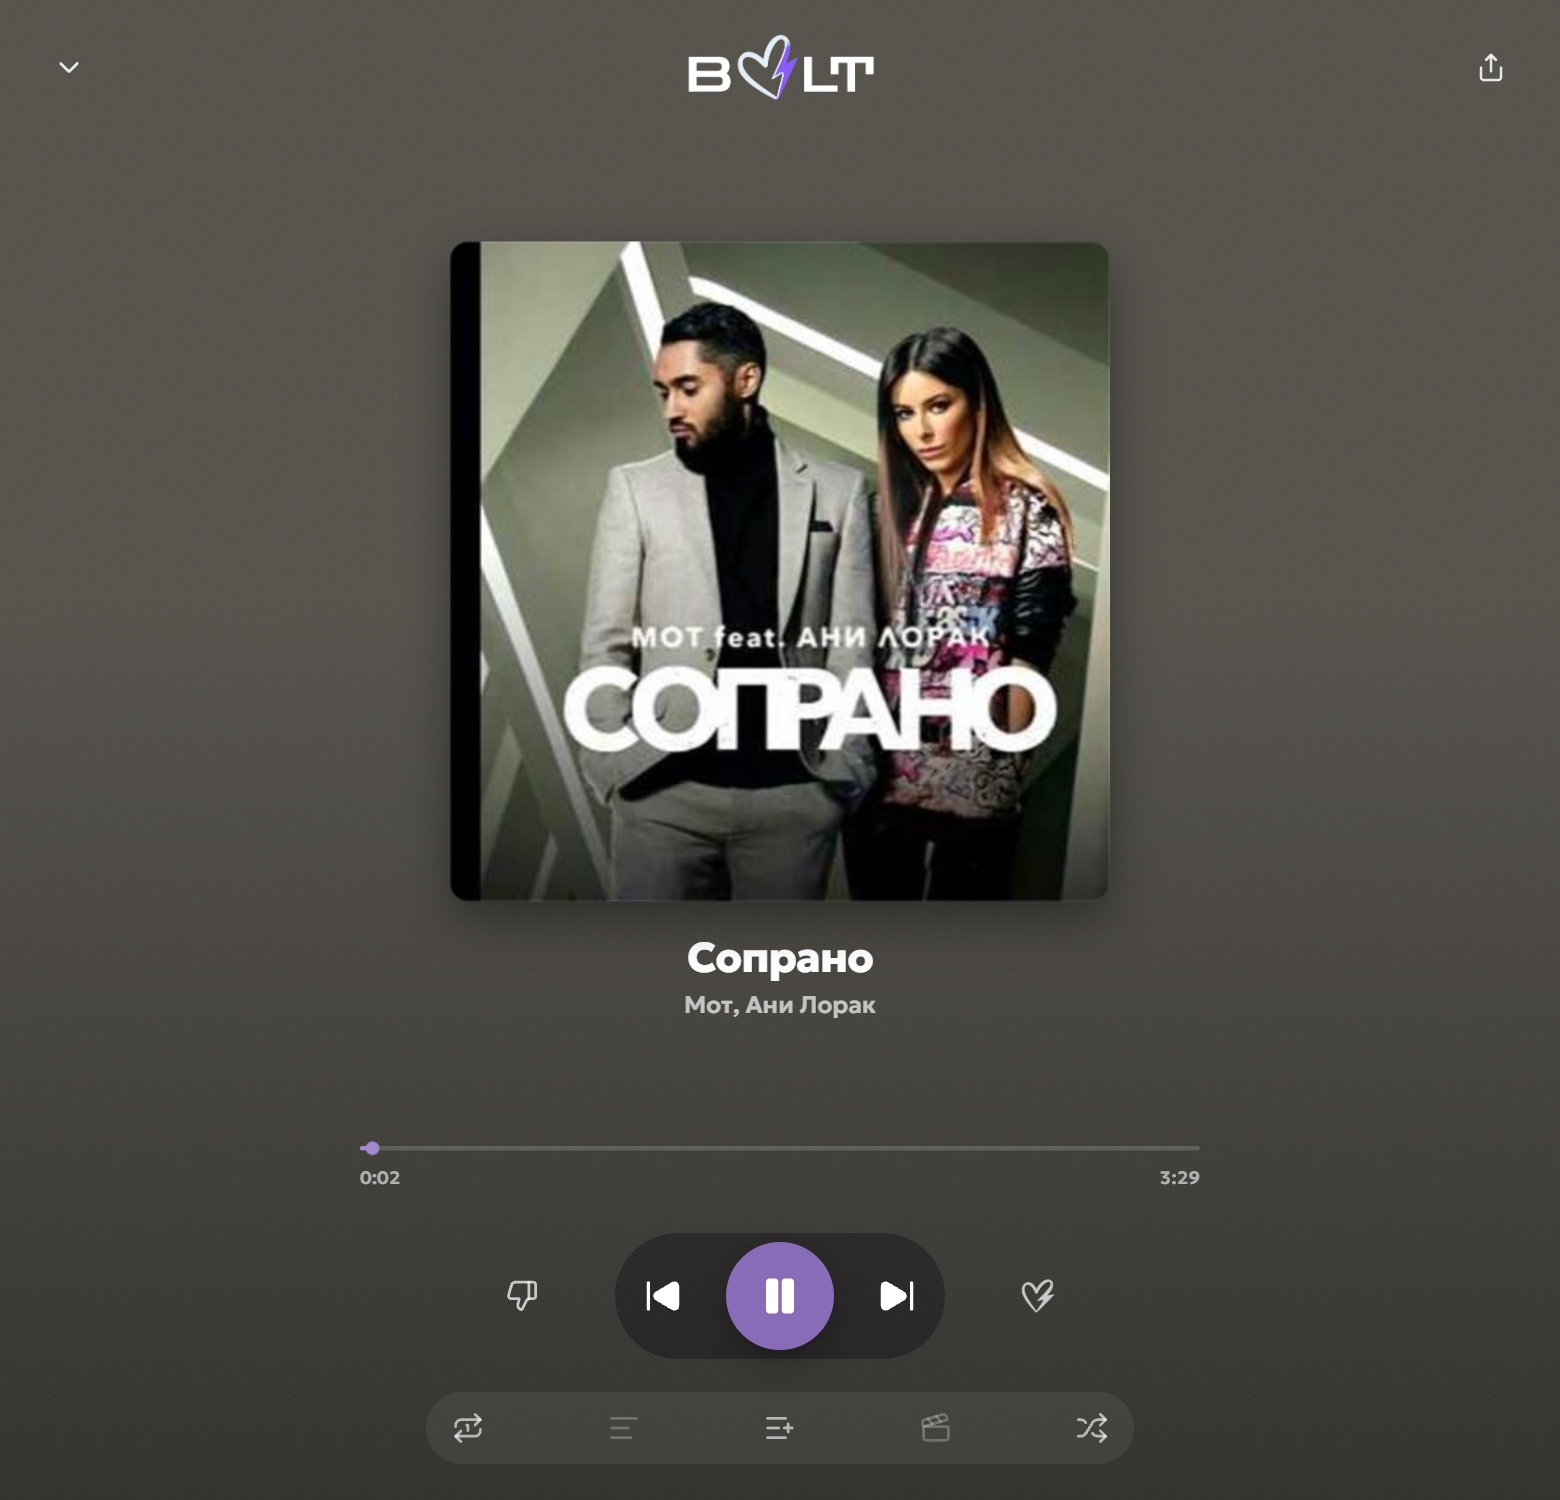 BOLT
МОТ feat. АНИ ЛОРАК
СОПРАНО
Сопрано
Мот, Ани Лорак
0:02
3:29